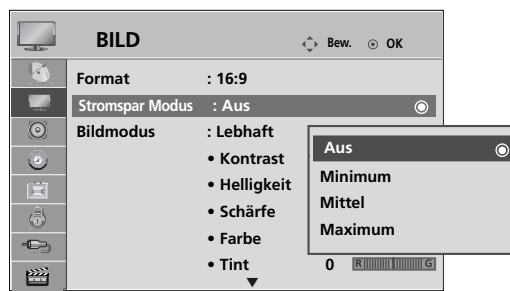 BILD
Bew. OK
Format : 16:9
Stromspar Modus : Aus
Bildmodus : Lebhaft
• Kontrast
• Helligkeit
• Schärfe
• Farbe
• Tint 0 R G
Aus
Minimum
Mittel
Maximum